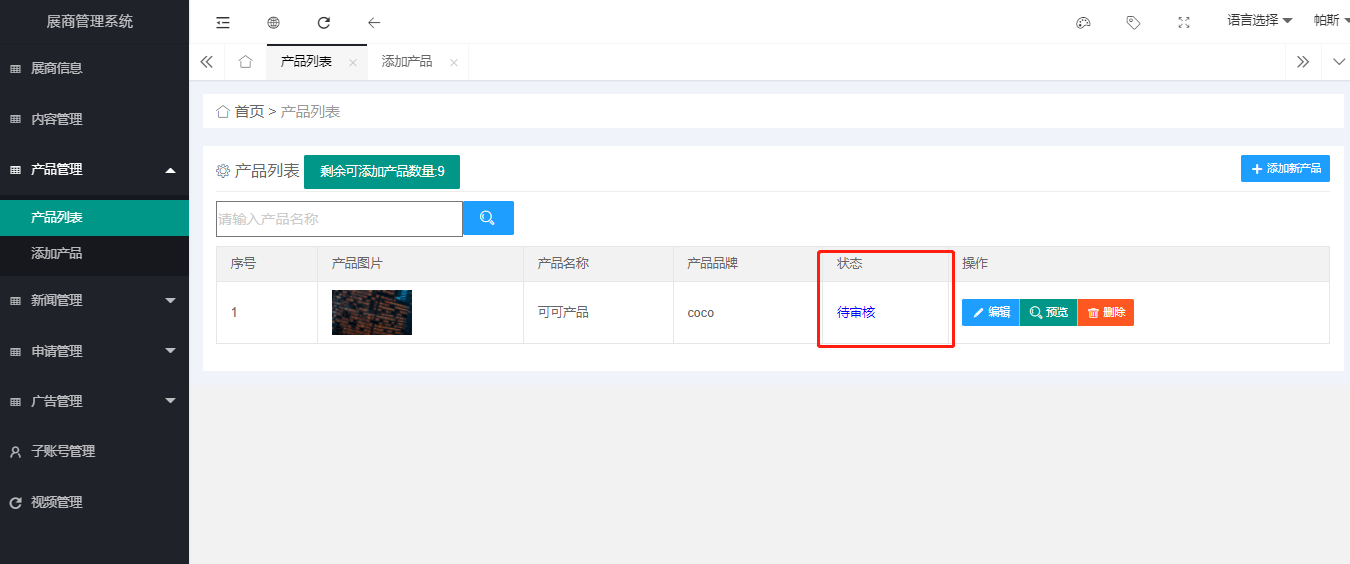 展商管理系统
语言选择
帕斯
展商信息
内容管理
产品管理
产品列表
添加产品
新闻管理
申请管理
广告管理
子账号管理
视频管理
产品列表
添加产品
首页 > 产品列表
产品列表
剩余可添加产品数量:9
添加新产品
请输入产品名称
序号 产品图片 产品名称 产品品牌 状态 操作
1 可可产品 coco 待审核 编辑 预览 删除